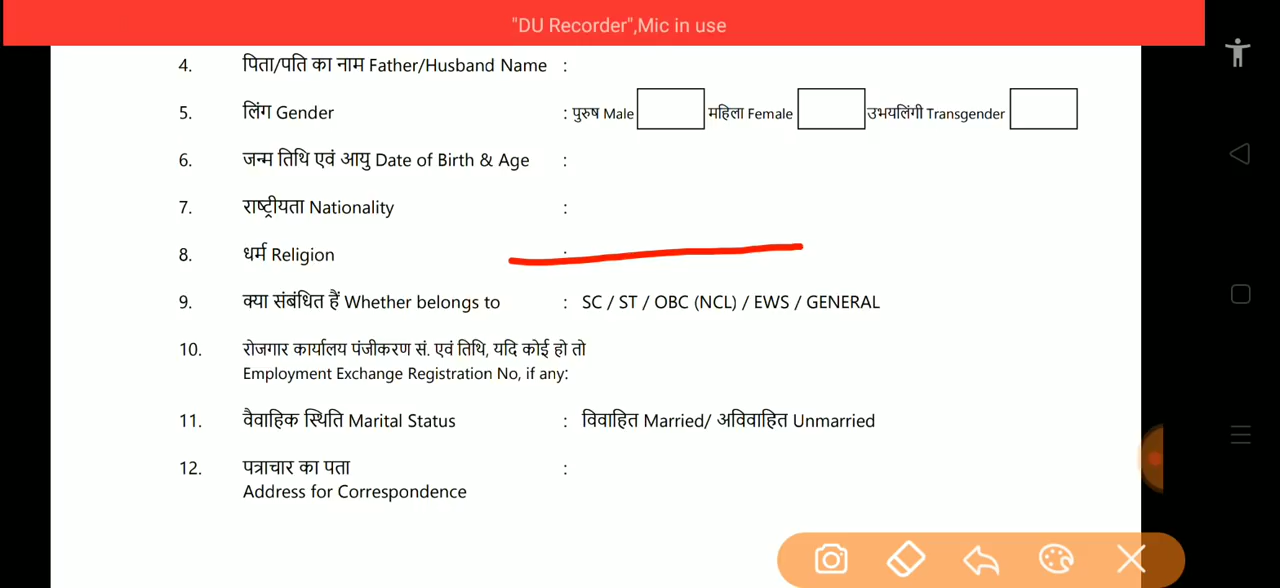 "DU Recorder",Mic in use
4. पिता/पति का नाम Father/Husband Name :
5. लिंग Gender : पुरुष Male महिला Female उभयलिंगी Transgender
6. जन्म तिथि एवं आयु Date of Birth & Age :
7. राष्ट्रीयता Nationality :
8. धर्म Religion :
9. क्या संबंधित हैं Whether belongs to : SC / ST / OBC (NCL) / EWS / GENERAL
10. रोजगार कार्यालय पंजीकरण सं. एवं तिथि, यदि कोई हो तो
Employment Exchange Registration No, if any:
11. वैवाहिक स्थिति Marital Status : विवाहित Married/ अविवाहित Unmarried
12. पत्राचार का पता :
Address for Correspondence